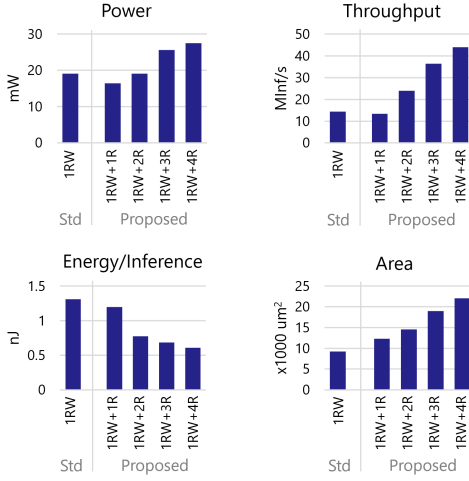 Power
30
20
10
0
mW
1RW
1RW+1R
1RW+2R
1RW+3R
1RW+4R
Std
Proposed
Throughput
50
40
30
20
10
0
MInf/s
1RW
1RW+1R
1RW+2R
1RW+3R
1RW+4R
Std
Proposed
Energy/Inference
1.5
1
0.5
0
nJ
1RW
1RW+1R
1RW+2R
1RW+3R
1RW+4R
Std
Proposed
Area
25
20
15
10
5
0
x1000 um²
1RW
1RW+1R
1RW+2R
1RW+3R
1RW+4R
Std
Proposed